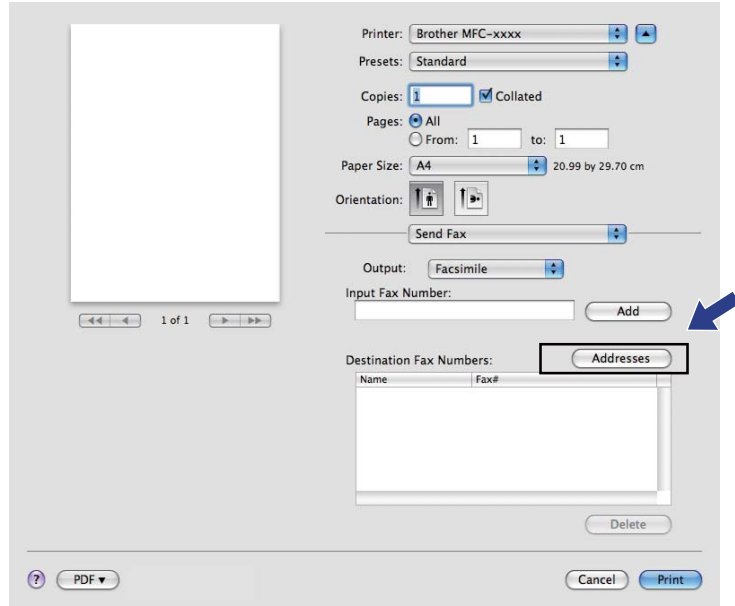 Printer: Brother MFC-xxxx
Presets: Standard
Copies: 1 Collated
Pages: All
From: 1 to: 1
Paper Size: A4 20.99 by 29.70 cm
Orientation:
Send Fax
Output: Facsimile
Input Fax Number:
Add
1 of 1
Destination Fax Numbers: Addresses
Name Fax#
Delete
? PDF Cancel Print